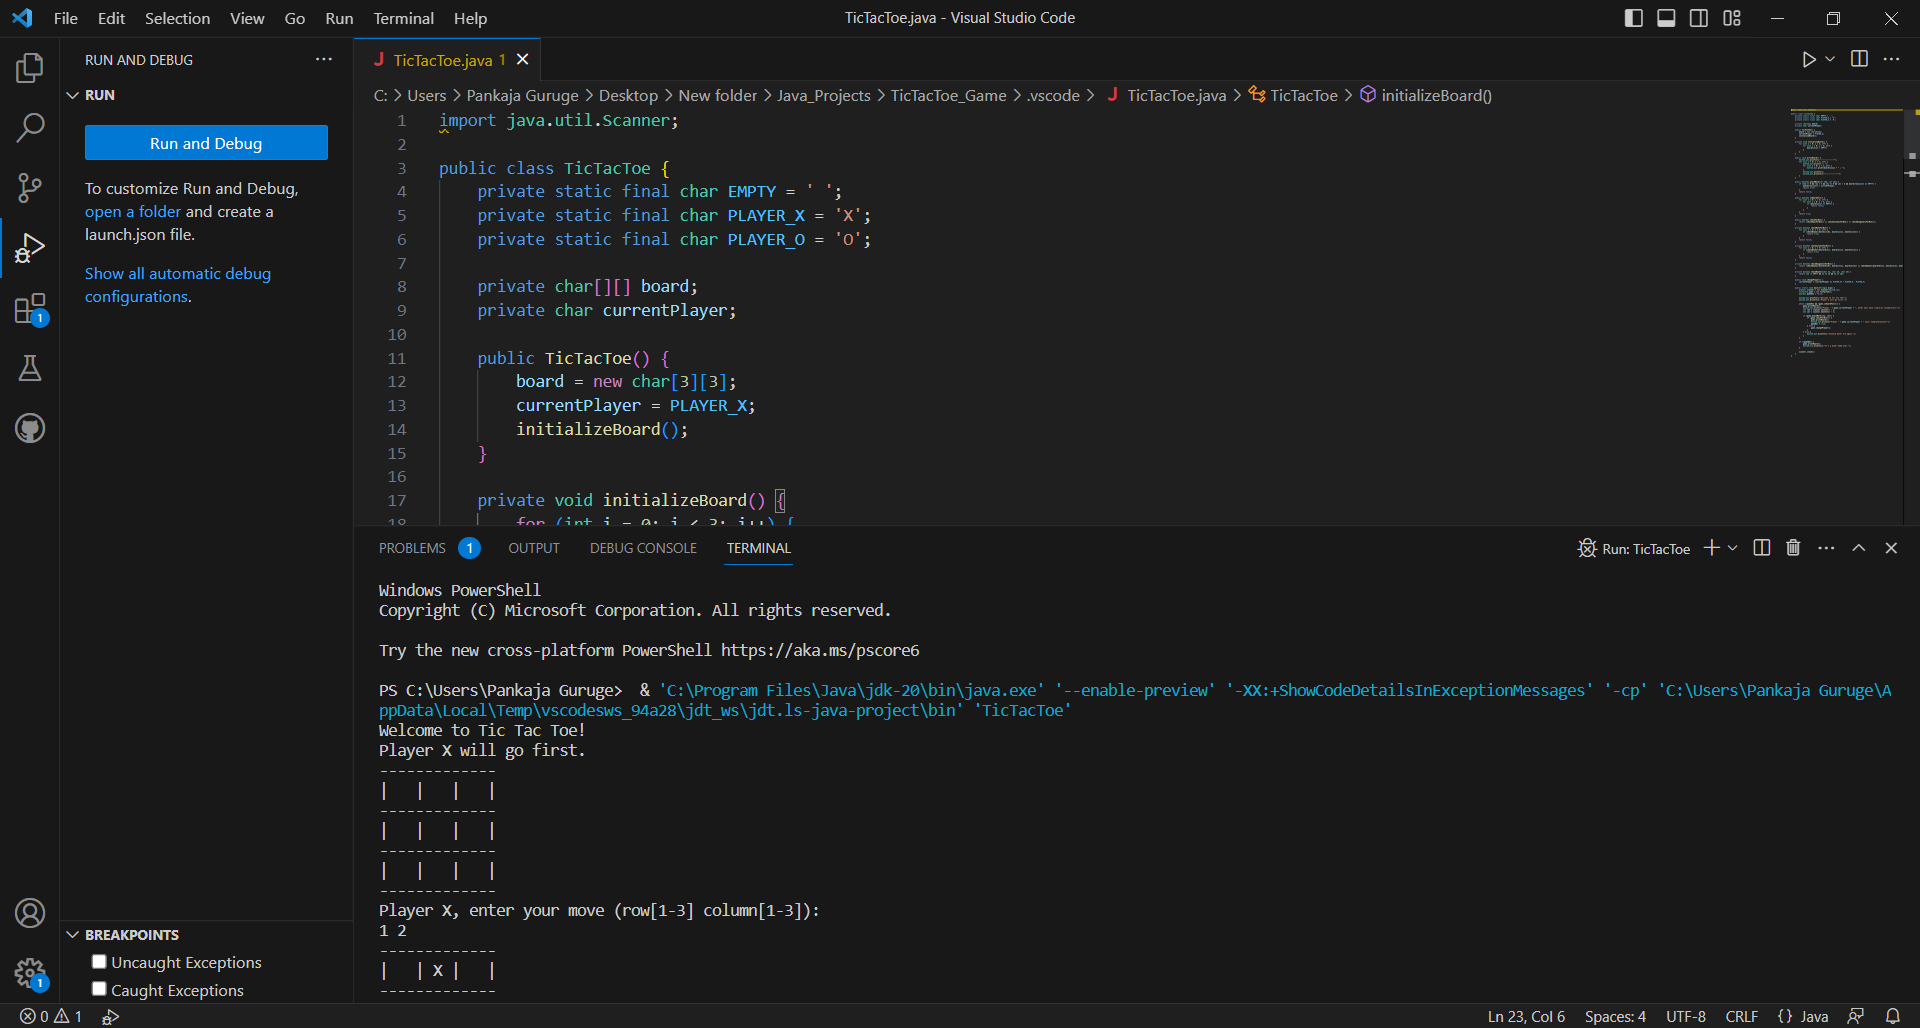 File Edit Selection View Go Run Terminal Help
TicTacToe.java - Visual Studio Code
RUN AND DEBUG
RUN
Run and Debug
To customize Run and Debug,
open a folder and create a
launch.json file.
Show all automatic debug
configurations.
1
TicTacToe.java 1
C: > Users > Pankaja Guruge > Desktop > New folder > Java_Projects > TicTacToe_Game > .vscode > TicTacToe.java > TicTacToe > initializeBoard()
1 import java.util.Scanner;
2
3 public class TicTacToe {
4     private static final char EMPTY = ' ';
5     private static final char PLAYER_X = 'X';
6     private static final char PLAYER_O = 'O';
7
8     private char[][] board;
9     private char currentPlayer;
10
11     public TicTacToe() {
12         board = new char[3][3];
13         currentPlayer = PLAYER_X;
14         initializeBoard();
15     }
16
17     private void initializeBoard() {
18         for (int i = 0; i < 3; i++) {
PROBLEMS 1 OUTPUT DEBUG CONSOLE TERMINAL
Run: TicTacToe
Windows PowerShell
Copyright (C) Microsoft Corporation. All rights reserved.
Try the new cross-platform PowerShell https://aka.ms/pscore6
PS C:\Users\Pankaja Guruge>  & 'C:\Program Files\Java\jdk-20\bin\java.exe' '--enable-preview' '-XX:+ShowCodeDetailsInExceptionMessages' '-cp' 'C:\Users\Pankaja Guruge\A
ppData\Local\Temp\vscodesws_94a28\jdt_ws\jdt.ls-java-project\bin' 'TicTacToe'
Welcome to Tic Tac Toe!
Player X will go first.
-------------
|   |   |   |
-------------
|   |   |   |
-------------
|   |   |   |
-------------
Player X, enter your move (row[1-3] column[1-3]):
1 2
-------------
|   | X |   |
-------------
BREAKPOINTS
Uncaught Exceptions
Caught Exceptions
1
0 1
Ln 23, Col 6 Spaces: 4 UTF-8 CRLF {} Java